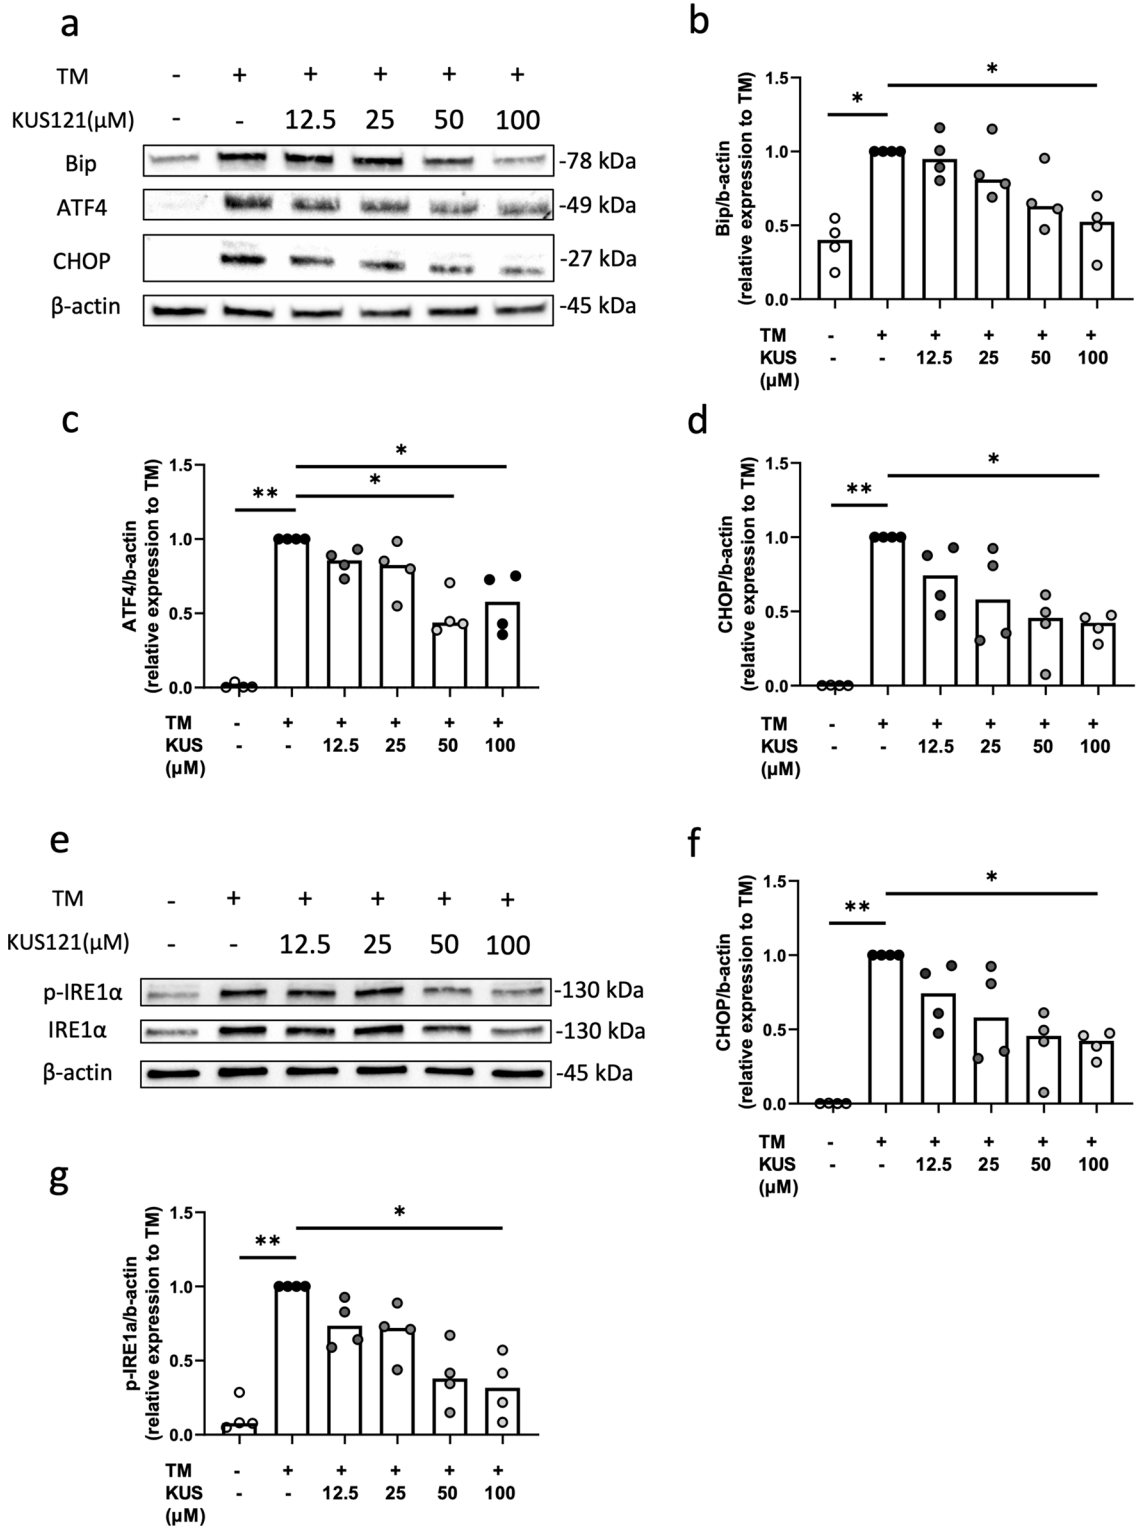 a
TM - + + + + +
KUS121(μM) - - 12.5 25 50 100
Bip -78 kDa
ATF4 -49 kDa
CHOP -27 kDa
β-actin -45 kDa
b
Bip/b-actin
(relative expression to TM)
1.5
1.0
0.5
0.0
*
*
TM - + + + + +
KUS - - 12.5 25 50 100
(μM)
c
ATF4/b-actin
(relative expression to TM)
1.5
1.0
0.5
0.0
*
*
**
TM - + + + + +
KUS - - 12.5 25 50 100
(μM)
d
CHOP/b-actin
(relative expression to TM)
1.5
1.0
0.5
0.0
*
**
TM - + + + + +
KUS - - 12.5 25 50 100
(μM)
e
TM - + + + + +
KUS121(μM) - - 12.5 25 50 100
p-IRE1α -130 kDa
IRE1α -130 kDa
β-actin -45 kDa
f
CHOP/b-actin
(relative expression to TM)
1.5
1.0
0.5
0.0
*
**
TM - + + + + +
KUS - - 12.5 25 50 100
(μM)
g
p-IRE1a/b-actin
(relative expression to TM)
1.5
1.0
0.5
0.0
*
**
TM - + + + + +
KUS - - 12.5 25 50 100
(μM)